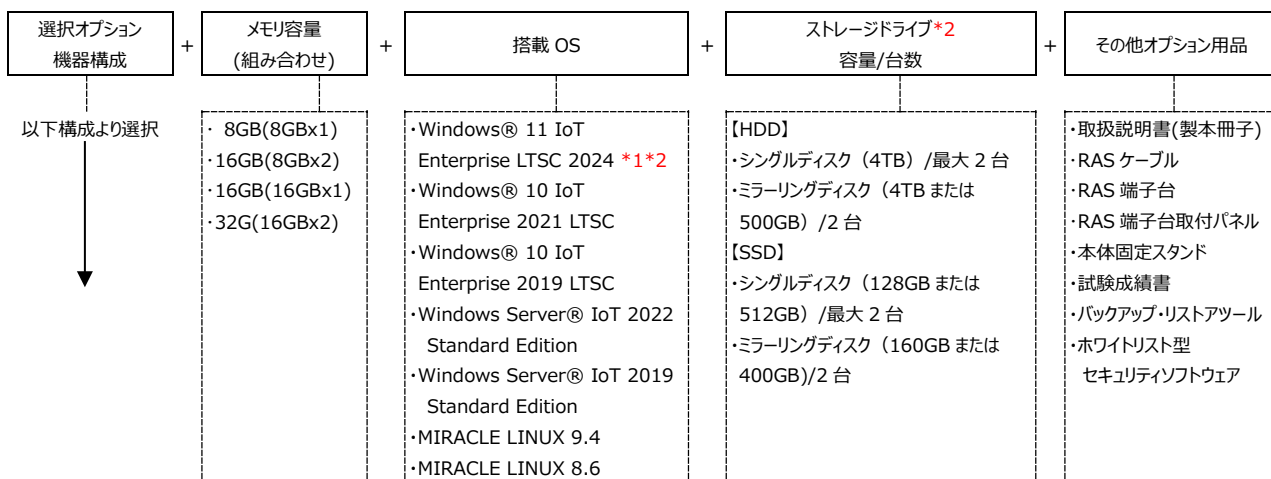 選択オプション
機器構成
+
メモリ容量
(組み合わせ)
+
搭載 OS
+
ストレージドライブ*2
容量/台数
+
その他オプション用品
以下構成より選択
・ 8GB(8GBx1)
・16GB(8GBx2)
・16GB(16GBx1)
・32G(16GBx2)
・Windows® 11 IoT
Enterprise LTSC 2024 *1*2
・Windows® 10 IoT
Enterprise 2021 LTSC
・Windows® 10 IoT
Enterprise 2019 LTSC
・Windows Server® IoT 2022
Standard Edition
・Windows Server® IoT 2019
Standard Edition
・MIRACLE LINUX 9.4
・MIRACLE LINUX 8.6
【HDD】
・シングルディスク（4TB）/最大 2 台
・ミラーリングディスク（4TB または
500GB）/2 台
【SSD】
・シングルディスク（128GB または
512GB）/最大 2 台
・ミラーリングディスク（160GB または
400GB)/2 台
・取扱説明書(製本冊子)
・RAS ケーブル
・RAS 端子台
・RAS 端子台取付パネル
・本体固定スタンド
・試験成績書
・バックアップ・リストアツール
・ホワイトリスト型
セキュリティソフトウェア